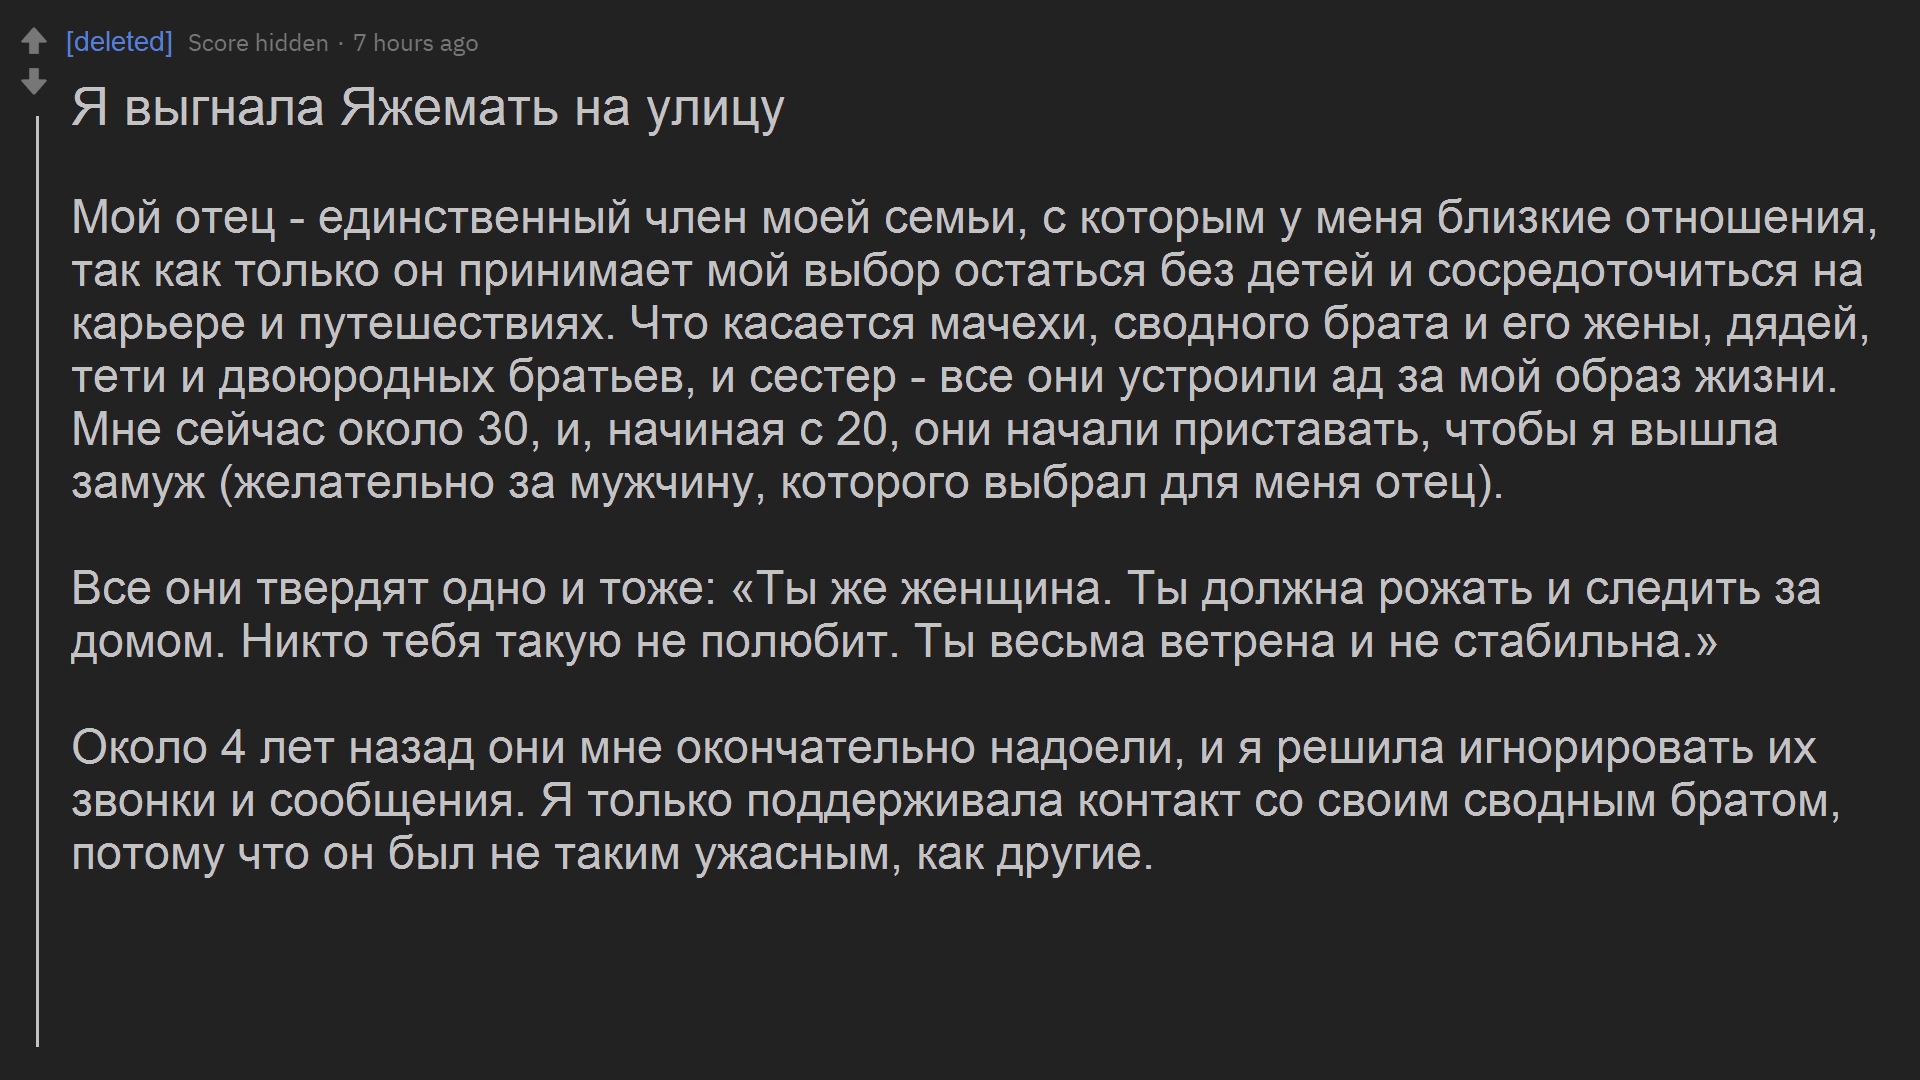 [deleted] Score hidden · 7 hours ago
Я выгнала Яжемать на улицу
Мой отец - единственный член моей семьи, с которым у меня близкие отношения,
так как только он принимает мой выбор остаться без детей и сосредоточиться на
карьере и путешествиях. Что касается мачехи, сводного брата и его жены, дядей,
тети и двоюродных братьев, и сестер - все они устроили ад за мой образ жизни.
Мне сейчас около 30, и, начиная с 20, они начали приставать, чтобы я вышла
замуж (желательно за мужчину, которого выбрал для меня отец).
Все они твердят одно и тоже: «Ты же женщина. Ты должна рожать и следить за
домом. Никто тебя такую не полюбит. Ты весьма ветрена и не стабильна.»
Около 4 лет назад они мне окончательно надоели, и я решила игнорировать их
звонки и сообщения. Я только поддерживала контакт со своим сводным братом,
потому что он был не таким ужасным, как другие.